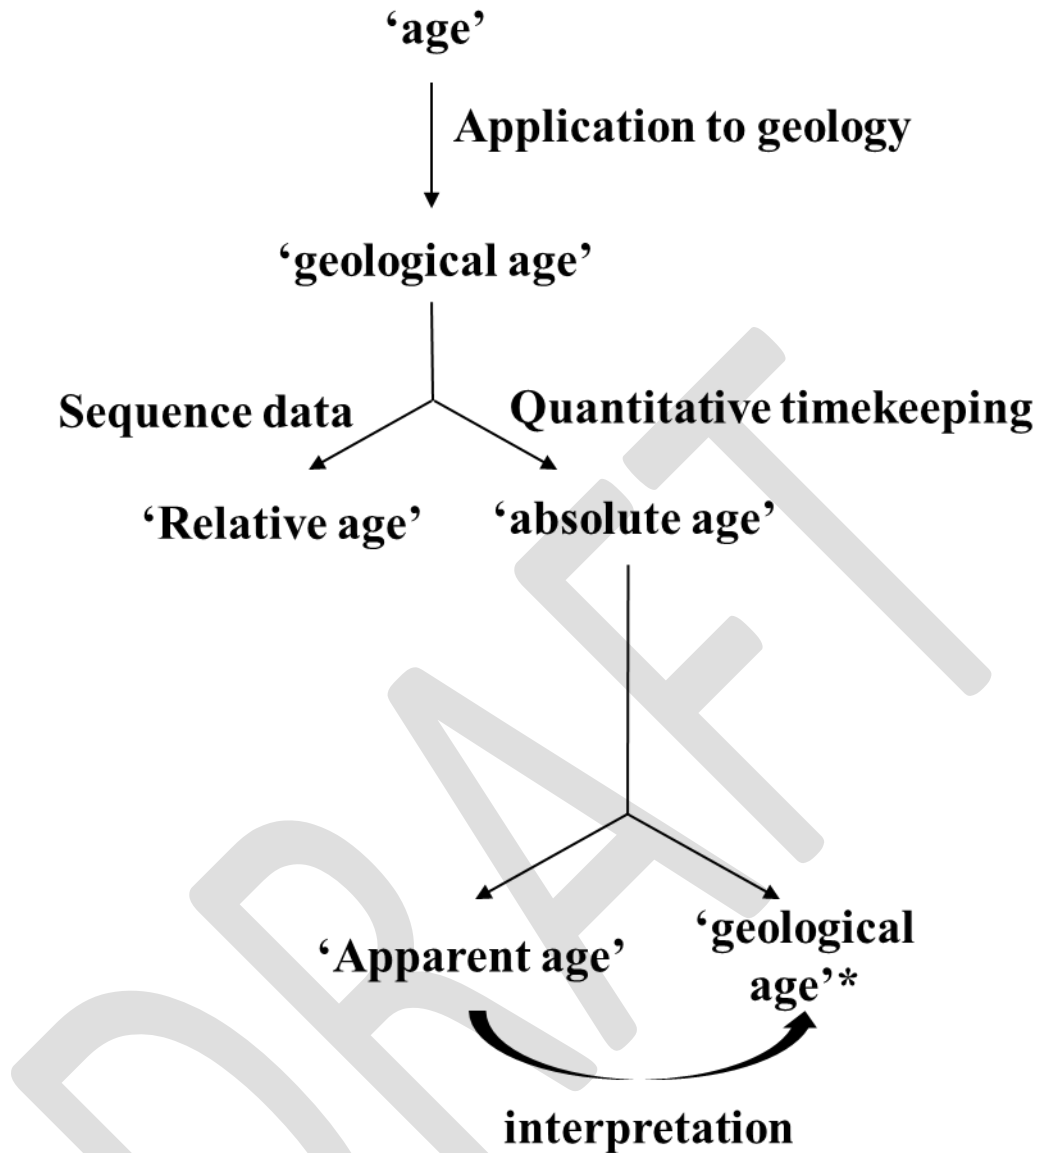 ‘age’
Application to geology
‘geological age’
Sequence data
Quantitative timekeeping
‘Relative age’
‘absolute age’
‘Apparent age’
‘geological
age’*
interpretation
DRAFT